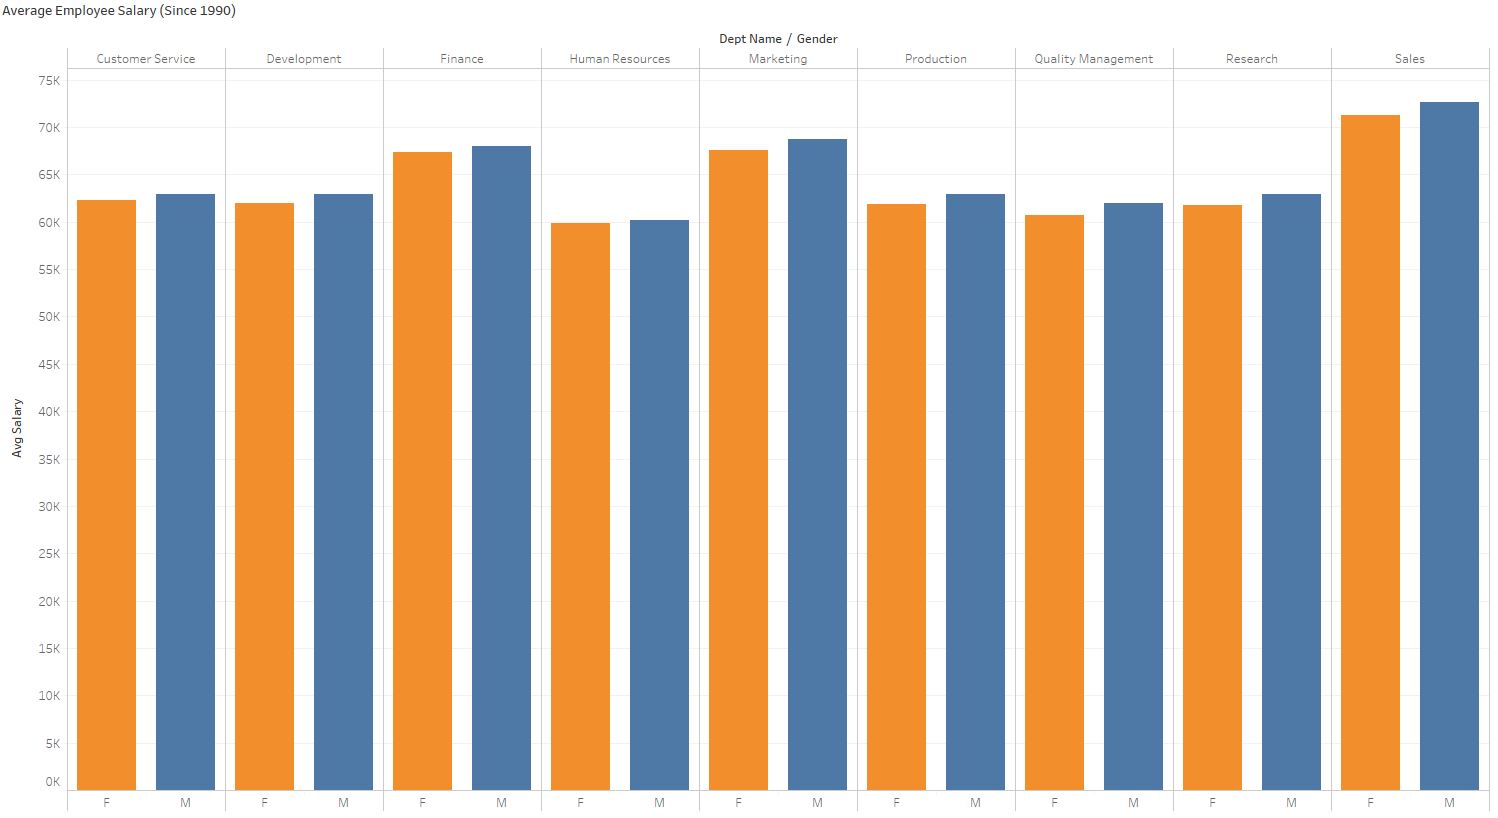 Average Employee Salary (Since 1990)
Dept Name / Gender
Customer Service Development Finance Human Resources Marketing Production Quality Management Research Sales
75K
70K
65K
60K
55K
50K
45K
40K
35K
30K
25K
20K
15K
10K
5K
0K
Avg Salary
F M F M F M F M F M F M F M F M F M